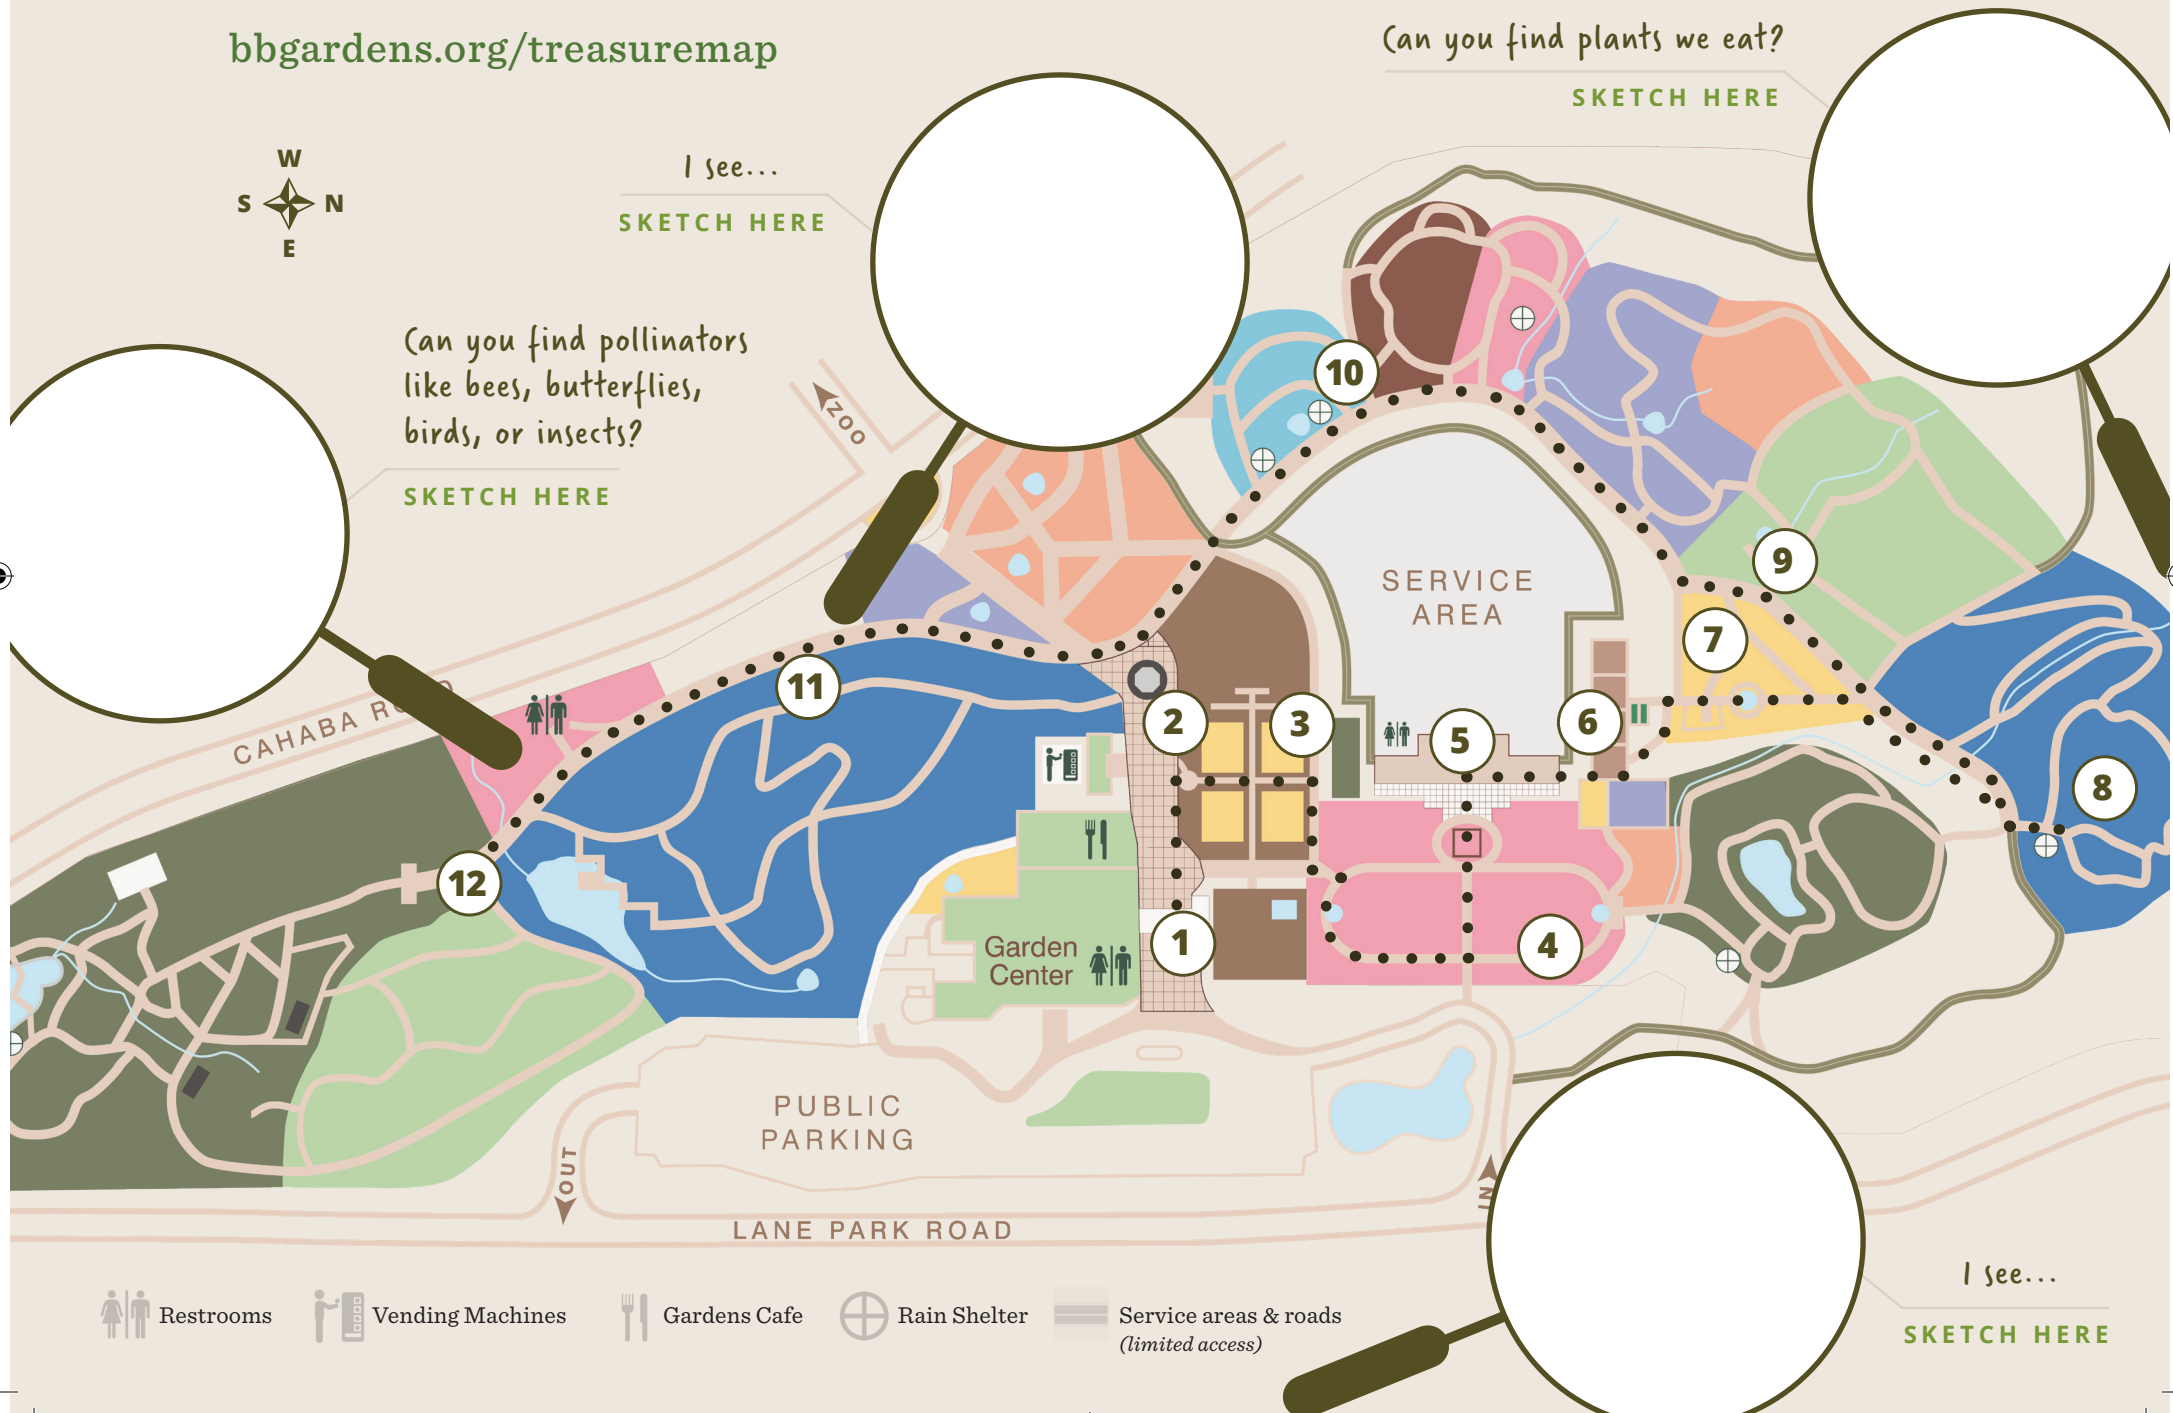 bbgardens.org/treasuremap
Can you find plants we eat?
SKETCH HERE
W
S N
E
I see...
SKETCH HERE
Can you find pollinators
like bees, butterflies,
birds, or insects?
SKETCH HERE
ZOO
10
SERVICE
AREA
9
7
11
2
3
5
6
8
CAHABA
12
Garden
Center
1
4
PUBLIC
PARKING
OUT
IN
LANE PARK ROAD
I see...
SKETCH HERE
Restrooms
Vending Machines
Gardens Cafe
Rain Shelter
Service areas & roads
(limited access)